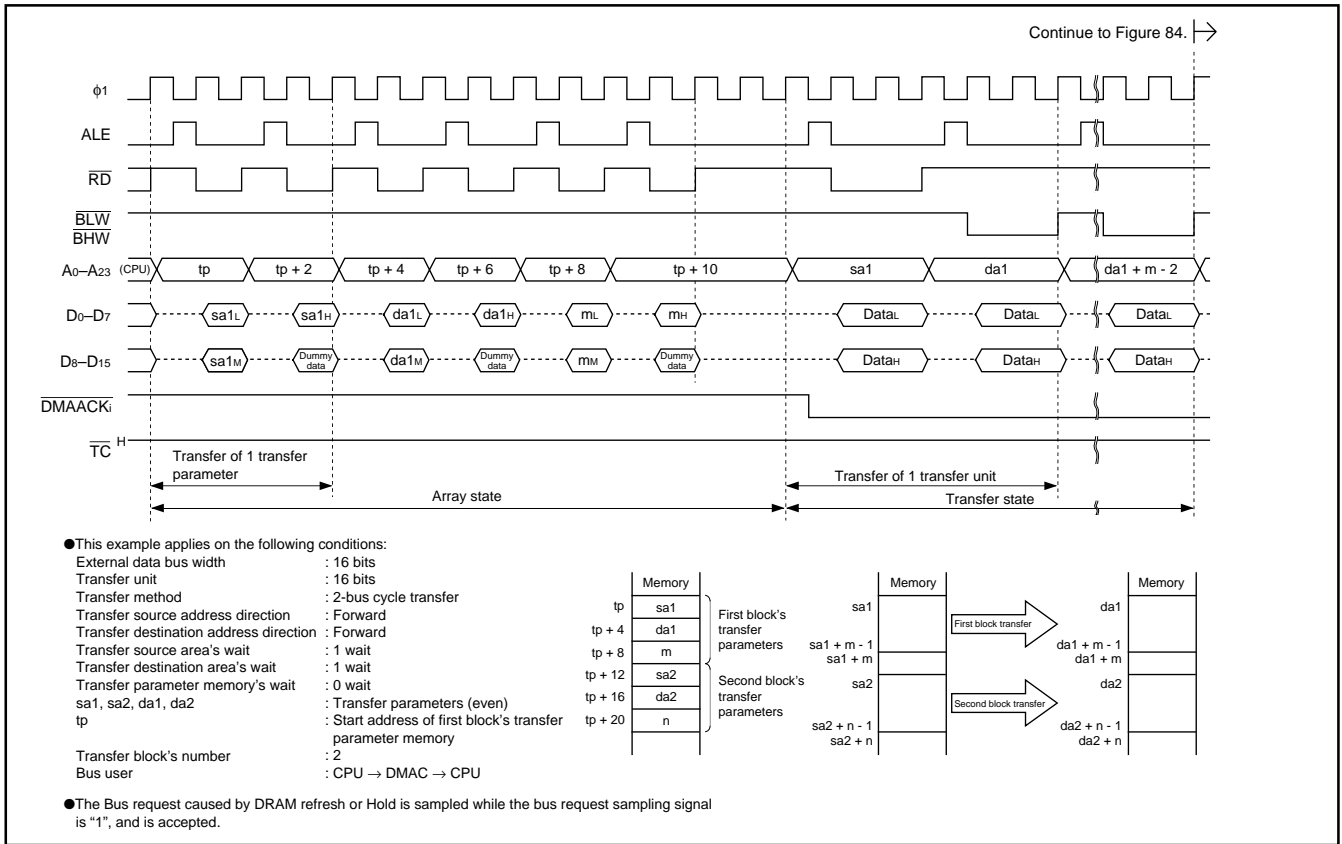 Continue to Figure 84.
φ1
ALE
RD
BLW
BHW
A0–A23 (CPU) tp tp + 2 tp + 4 tp + 6 tp + 8 tp + 10 sa1 da1 da1 + m - 2
D0–D7 sa1L sa1H da1L da1H mL mH DataL DataL DataL
D8–D15 sa1M Dummy data da1M Dummy data mM Dummy data DataH DataH DataH
DMAACKi
TC H
Transfer of 1 transfer
parameter
Transfer of 1 transfer unit
Array state
Transfer state
●This example applies on the following conditions:
External data bus width : 16 bits
Transfer unit : 16 bits
Transfer method : 2-bus cycle transfer
Transfer source address direction : Forward
Transfer destination address direction : Forward
Transfer source area's wait : 1 wait
Transfer destination area's wait : 1 wait
Transfer parameter memory's wait : 0 wait
sa1, sa2, da1, da2 : Transfer parameters (even)
tp : Start address of first block's transfer
parameter memory
Transfer block's number : 2
Bus user : CPU → DMAC → CPU
●The Bus request caused by DRAM refresh or Hold is sampled while the bus request sampling signal
is “1”, and is accepted.
Memory
tp sa1
tp + 4 da1
tp + 8 m
tp + 12 sa2
tp + 16 da2
tp + 20 n
First block's
transfer
parameters
Second block's
transfer
parameters
Memory
sa1
sa1 + m - 1
sa1 + m
sa2
sa2 + n - 1
sa2 + n
First block transfer
Second block transfer
Memory
da1
da1 + m - 1
da1 + m
da2
da2 + n - 1
da2 + n